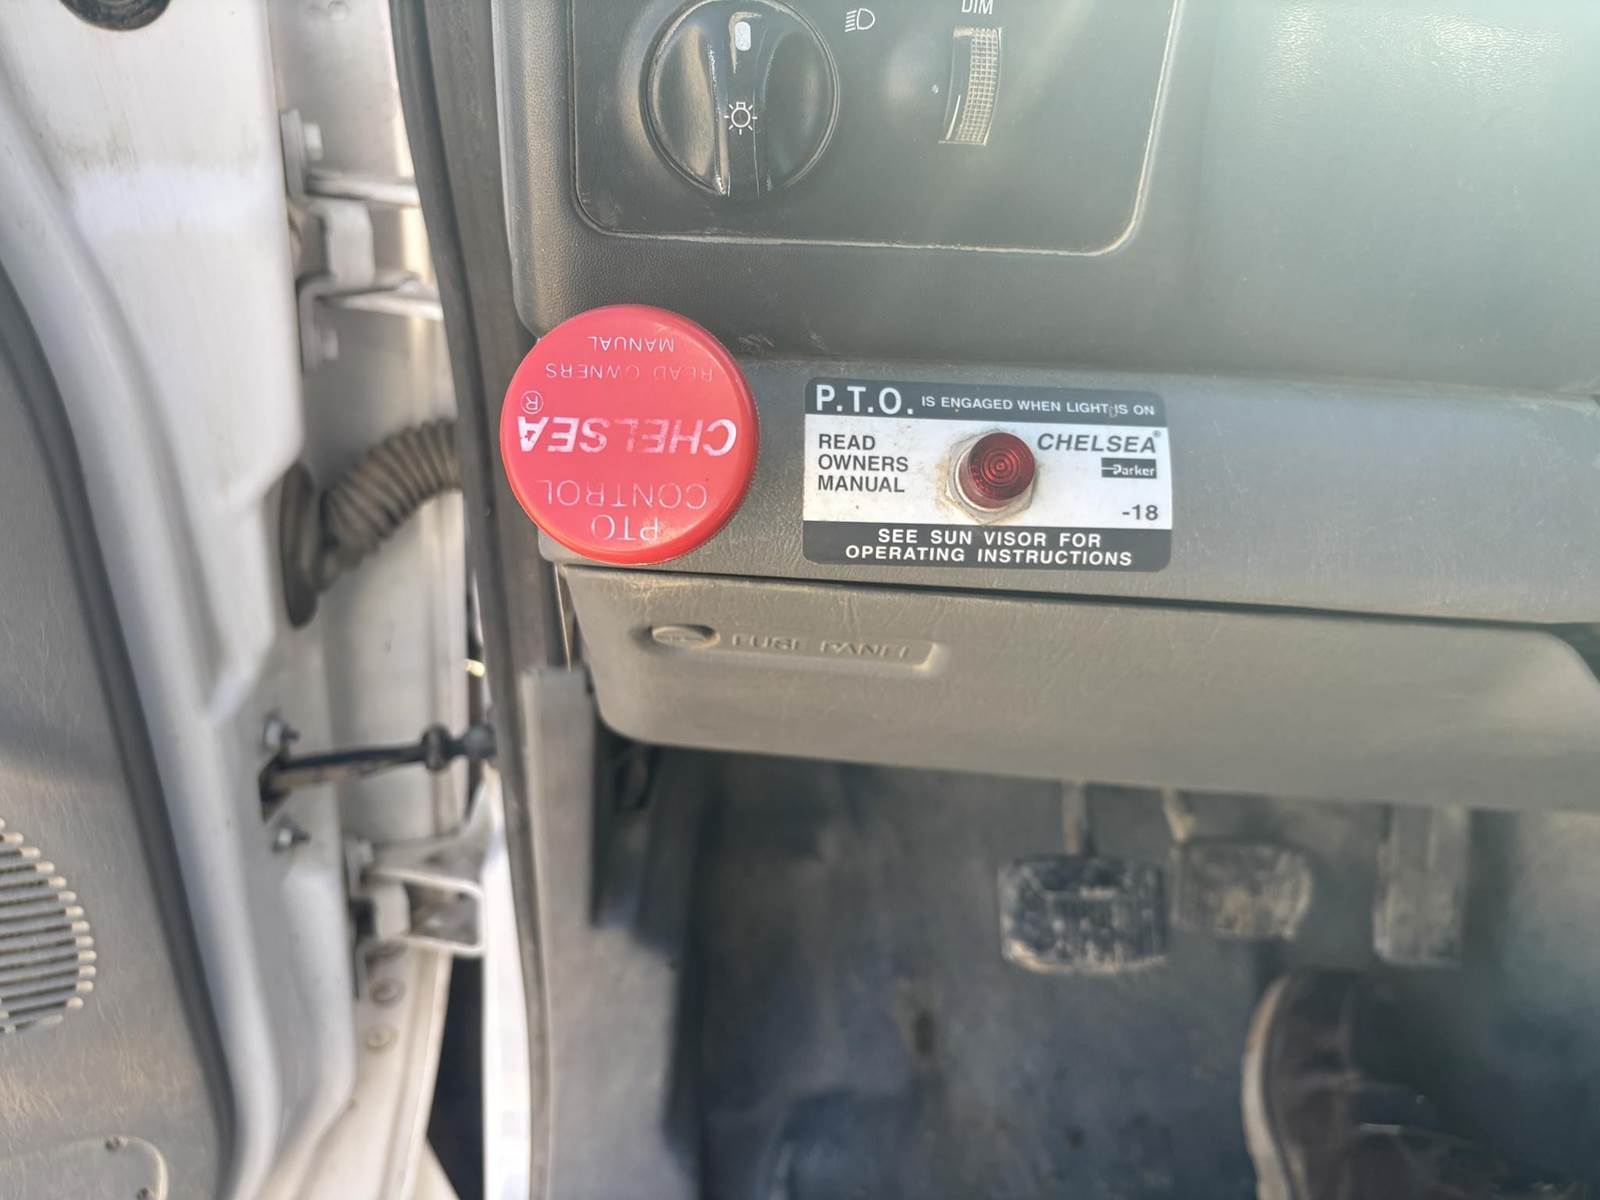 DIM
MANUAL
READ OWNERS
CHELSEA®
CONTROL
PTO
P.T.O. IS ENGAGED WHEN LIGHT IS ON
READ
OWNERS
MANUAL
CHELSEA®
Parker
-18
SEE SUN VISOR FOR
OPERATING INSTRUCTIONS
FUSE PANEL